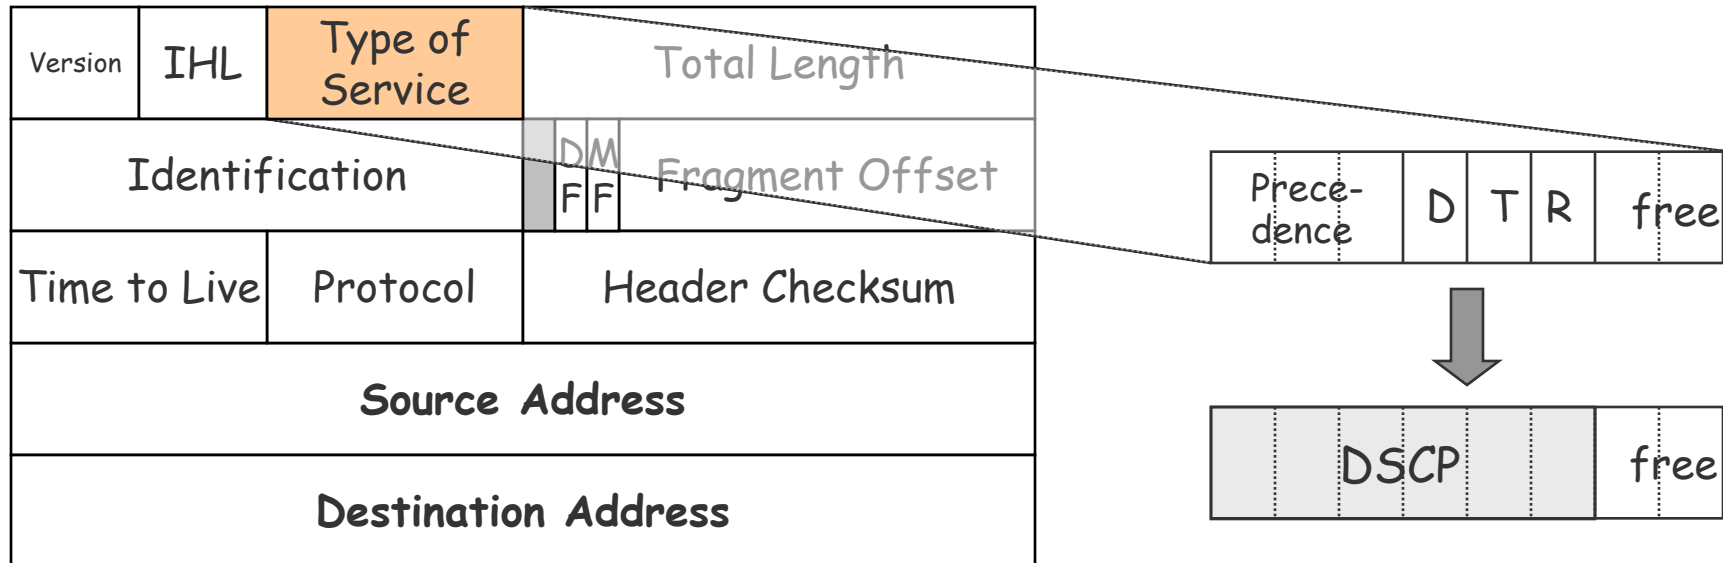 Version IHL Type of
Service Total Length
Identification D
F M
F Fragment Offset
Time to Live Protocol Header Checksum
Source Address
Destination Address
Prece-
dence D T R free
DSCP free